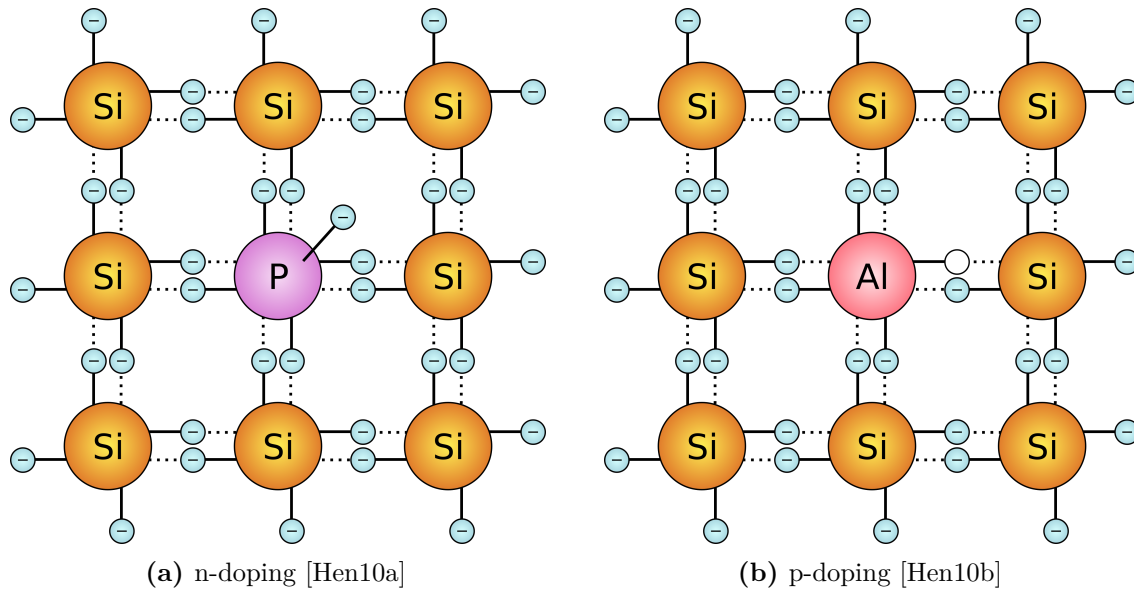 − − − − − −
Si − Si − Si − Si − Si − Si −
− − − − − −
− − − − − − − − − − − −
−
Si − P − Si − Si − Al Si −
− − − − − −
− − − − − − − − − − − −
Si − Si − Si − Si − Si − Si −
− − − − − −
− − − − − −
(a) n-doping [Hen10a]
(b) p-doping [Hen10b]